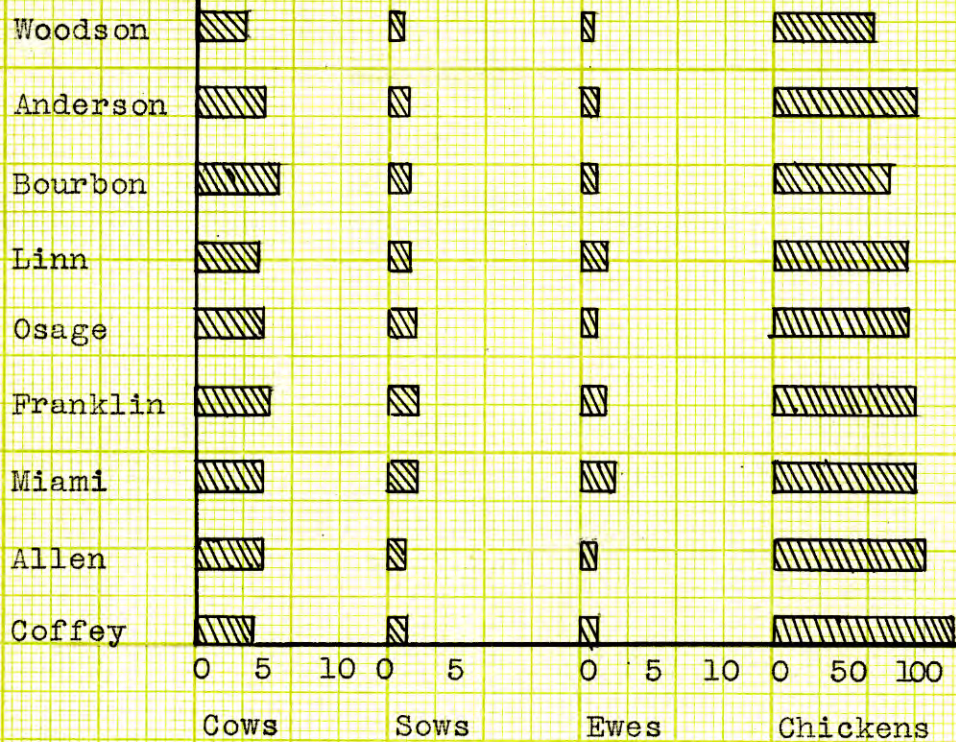 Woodson
Anderson
Bourbon
Linn
Osage
Franklin
Miami
Allen
Coffey
0 5 10 0 5 0 5 10 0 50 100
Cows Sows Ewes Chickens